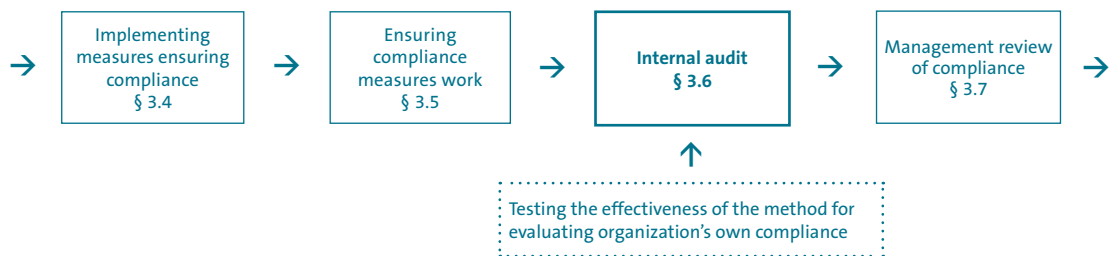 Implementing
measures ensuring
compliance
§ 3.4
Ensuring
compliance
measures work
§ 3.5
Internal audit
§ 3.6
Management review
of compliance
§ 3.7
Testing the effectiveness of the method for
evaluating organization's own compliance